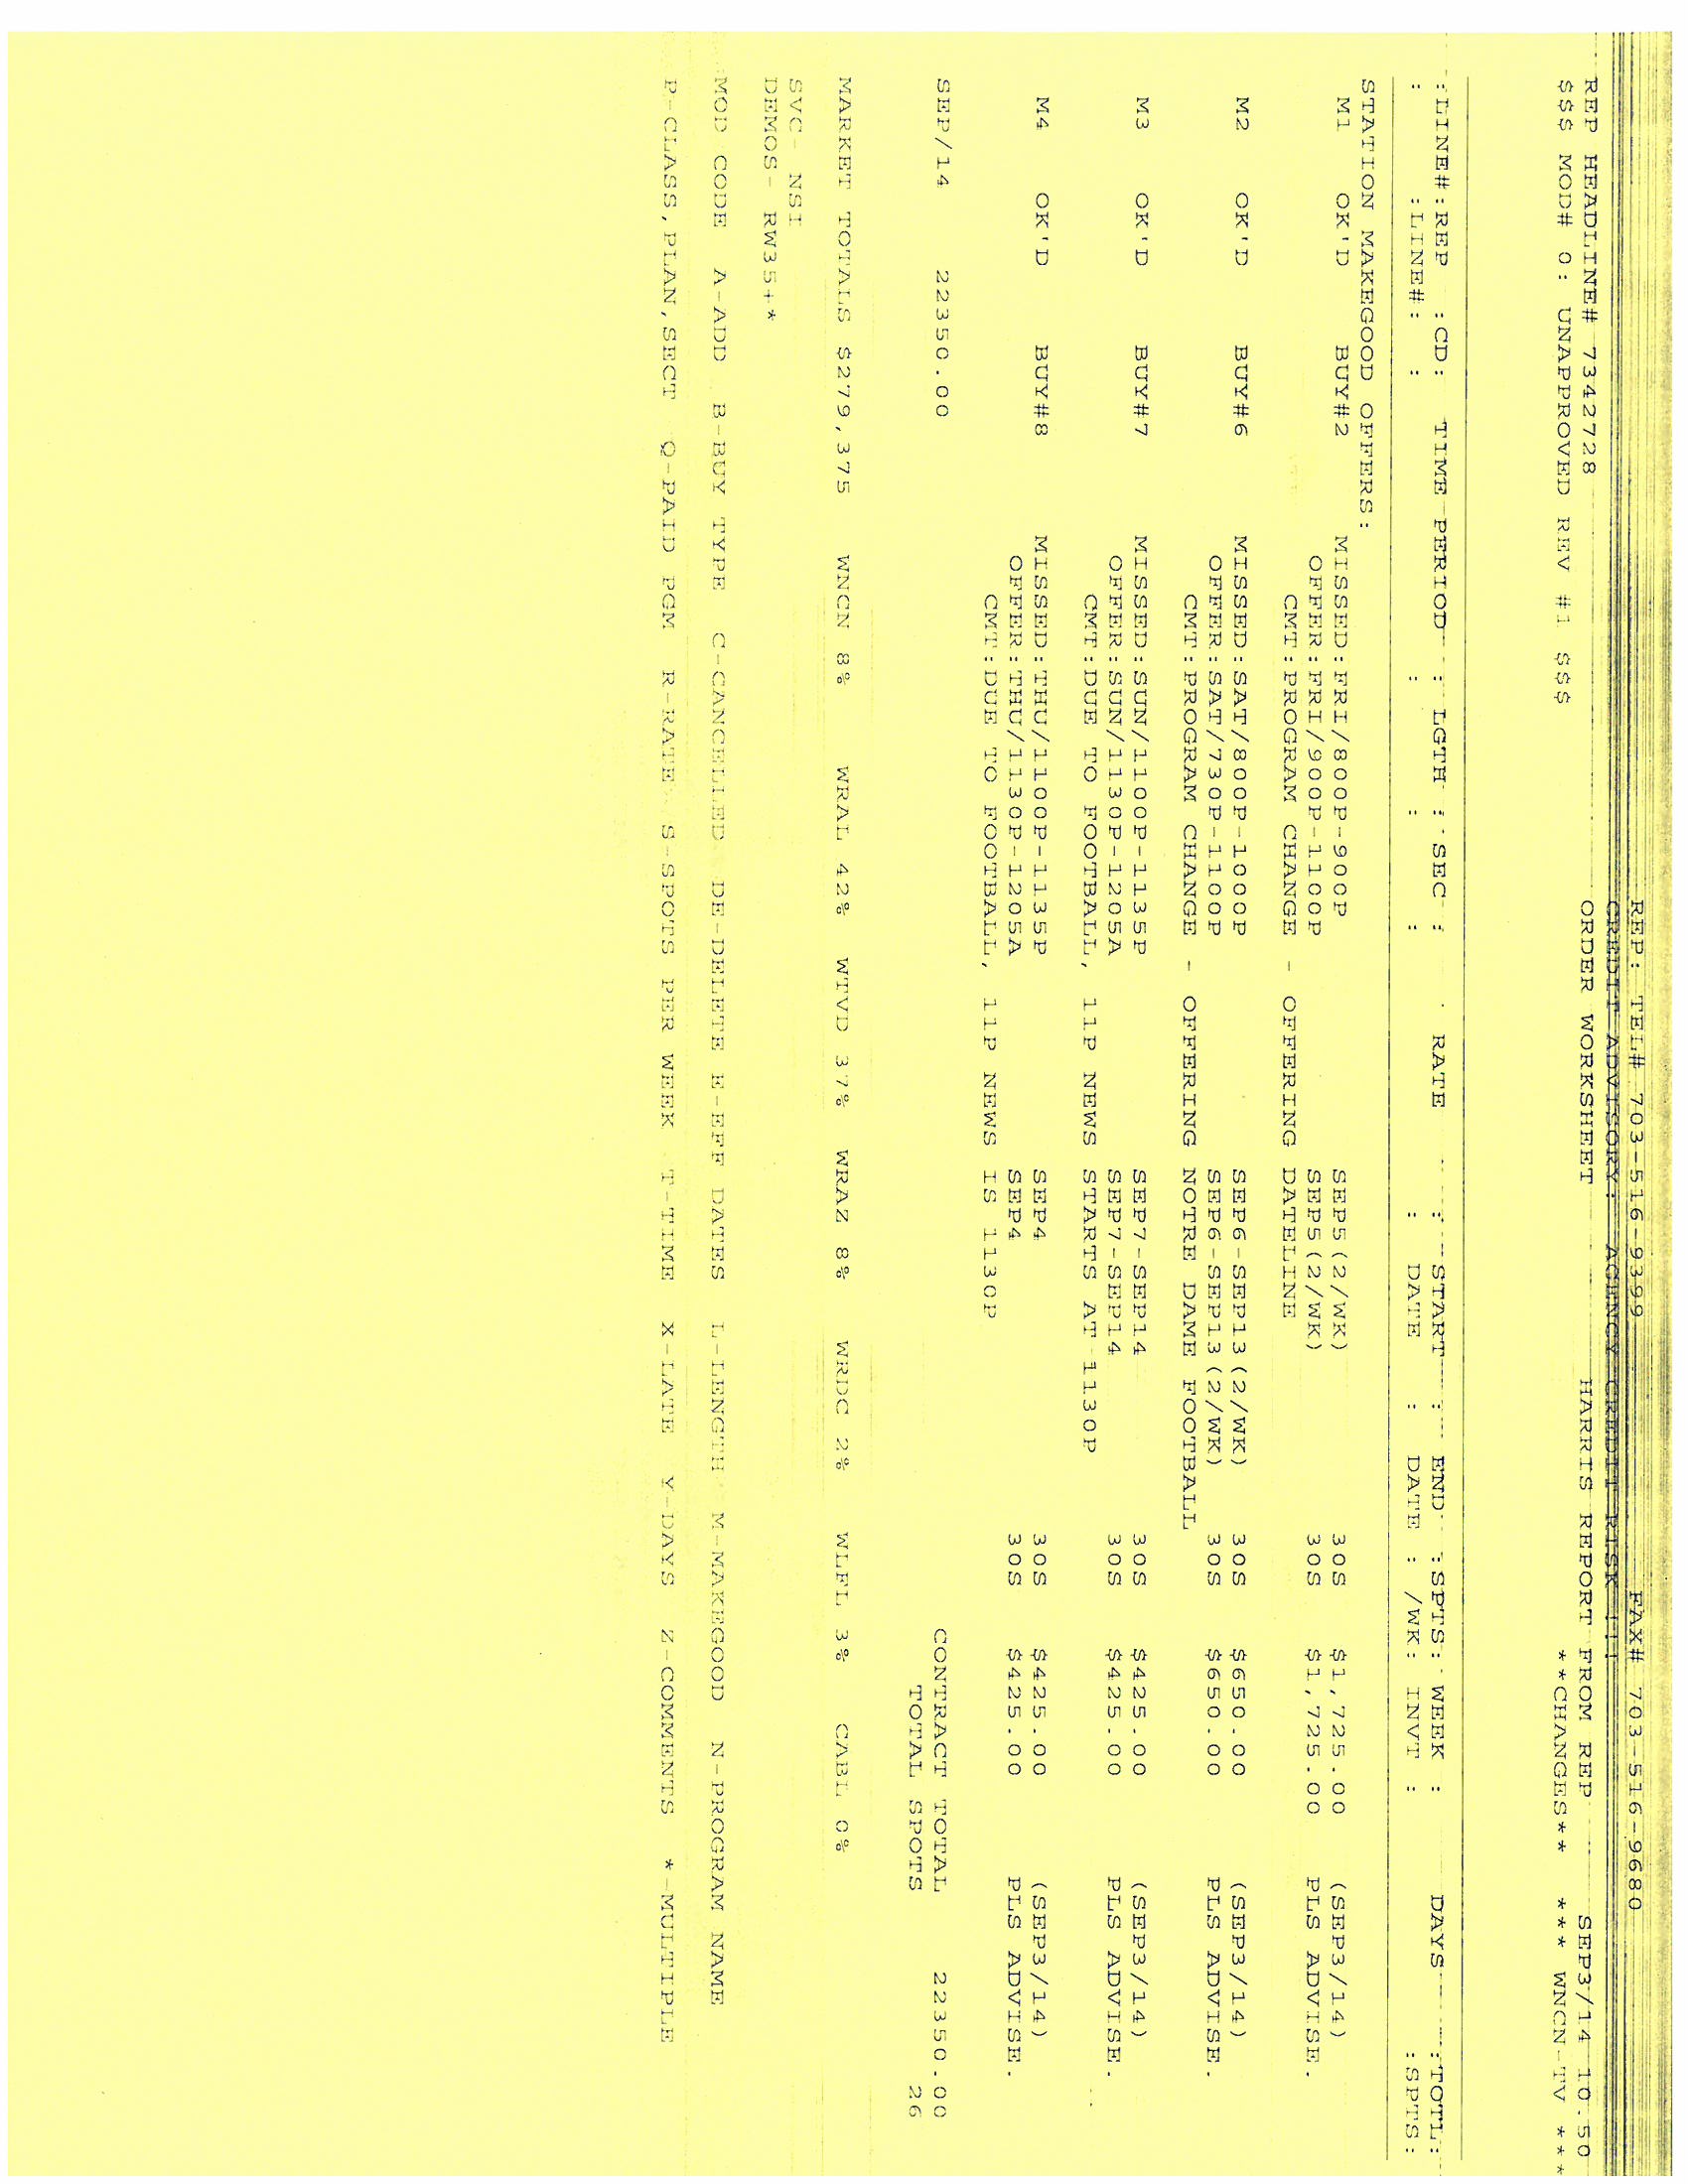 REP: TEL# 703-516-9399 FAX# 703-516-9680
CREDIT ADVISORY: AGENCY CREDIT RISK !!!
REP HEADLINE# 7342728 ORDER WORKSHEET HARRIS REPORT FROM REP SEP3/14 10.50
$$$ MOD# 0: UNAPPROVED REV #1 $$$ **CHANGES** *** WNCN-TV ***
:LINE#:REP :CD: TIME PERIOD : LGTH : SEC : RATE : START : END :SPTS: WEEK : DAYS :TOTL:
: :LINE#: : : : : DATE : DATE : /WK: INVT : :SPTS:
STATION MAKEGOOD OFFERS:
M1 OK'D BUY#2 MISSED:FRI/800P-900P SEP5(2/WK) 30S $1,725.00 (SEP3/14)
OFFER:FRI/900P-1100P SEP5(2/WK) 30S $1,725.00 PLS ADVISE.
CMT:PROGRAM CHANGE - OFFERING DATELINE
M2 OK'D BUY#6 MISSED:SAT/800P-1000P SEP6-SEP13(2/WK) 30S $650.00 (SEP3/14)
OFFER:SAT/730P-1100P SEP6-SEP13(2/WK) 30S $650.00 PLS ADVISE.
CMT:PROGRAM CHANGE - OFFERING NOTRE DAME FOOTBALL
M3 OK'D BUY#7 MISSED:SUN/1100P-1135P SEP7-SEP14 30S $425.00 (SEP3/14)
OFFER:SUN/1130P-1205A SEP7-SEP14 30S $425.00 PLS ADVISE.
CMT:DUE TO FOOTBALL, 11P NEWS STARTS AT 1130P
M4 OK'D BUY#8 MISSED:THU/1100P-1135P SEP4 30S $425.00 (SEP3/14)
OFFER:THU/1130P-1205A SEP4 30S $425.00 PLS ADVISE.
CMT:DUE TO FOOTBALL, 11P NEWS IS 1130P
SEP/14 22350.00 CONTRACT TOTAL 22350.00
TOTAL SPOTS 26
MARKET TOTALS $279,375 WNCN 8% WRAL 42% WTVD 37% WRAZ 8% WRDC 2% WLFL 3% CABL 0%
SVC- NSI
DEMOS- RW35+*
MOD CODE A-ADD B-BUY TYPE C-CANCELLED DE-DELETE E-EFF DATES L-LENGTH M-MAKEGOOD N-PROGRAM NAME
P-CLASS,PLAN,SECT Q-PAID PGM R-RATE S-SPOTS PER WEEK T-TIME X-LATE Y-DAYS Z-COMMENTS *-MULTIPLE